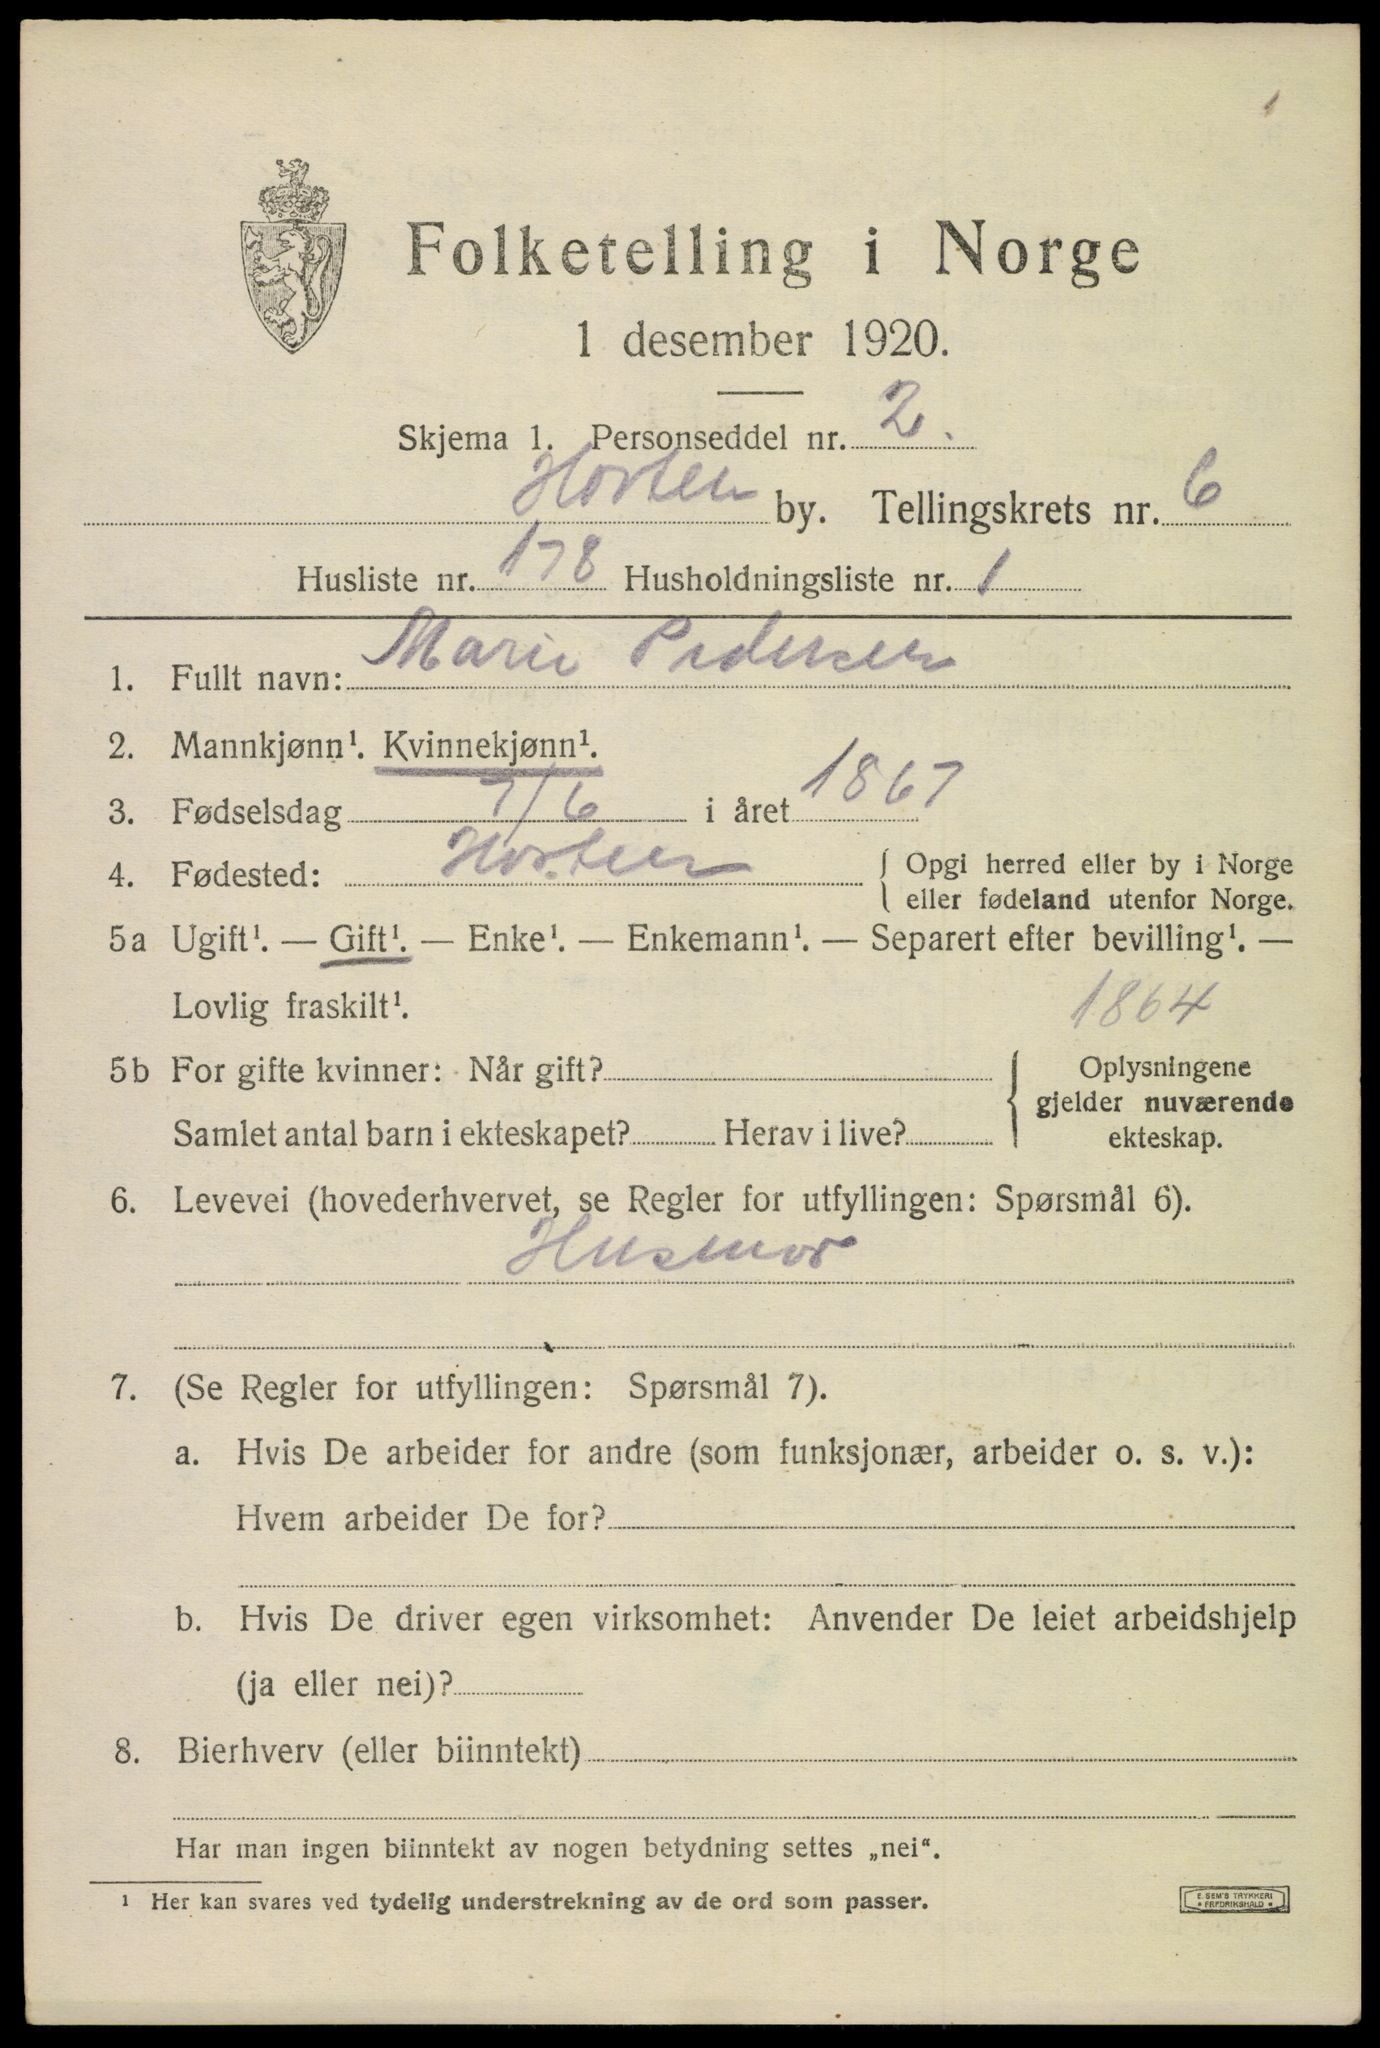 Folketelling i Norge
1 desember 1920.
Skjema 1. Personseddel nr. 2.
Horten by. Tellingskrets nr. 6
Husliste nr. 178 Husholdningsliste nr. 1
1. Fullt navn: Marie Pedersen
2. Mannkjønn¹. Kvinnekjønn¹.
3. Fødselsdag 7/6 i året 1867
4. Fødested: Horten { Opgi herred eller by i Norge
eller fødeland utenfor Norge.
5a Ugift¹. — Gift¹. — Enke¹. — Enkemann¹. — Separert efter bevilling¹. —
Lovlig fraskilt¹. 1864
5b For gifte kvinner: Når gift? { Oplysningene
gjelder nuværende
Samlet antal barn i ekteskapet? Herav i live? ekteskap.
6. Levevei (hovederhvervet, se Regler for utfyllingen: Spørsmål 6).
Husmor
7. (Se Regler for utfyllingen: Spørsmål 7).
a. Hvis De arbeider for andre (som funksjonær, arbeider o. s. v.):
Hvem arbeider De for?
b. Hvis De driver egen virksomhet: Anvender De leiet arbeidshjelp
(ja eller nei)?
8. Bierhverv (eller biinntekt)
Har man ingen biinntekt av nogen betydning settes „nei“.
¹ Her kan svares ved tydelig understrekning av de ord som passer.
E. SEM'S TRYKKERI
* FREDRIKSHALD *